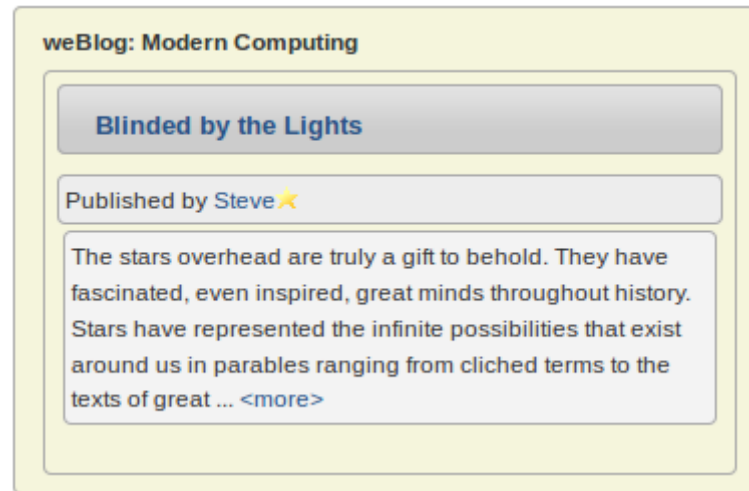 weBlog: Modern Computing
Blinded by the Lights
Published by Steve
The stars overhead are truly a gift to behold. They have
fascinated, even inspired, great minds throughout history.
Stars have represented the infinite possibilities that exist
around us in parables ranging from cliched terms to the
texts of great ... <more>